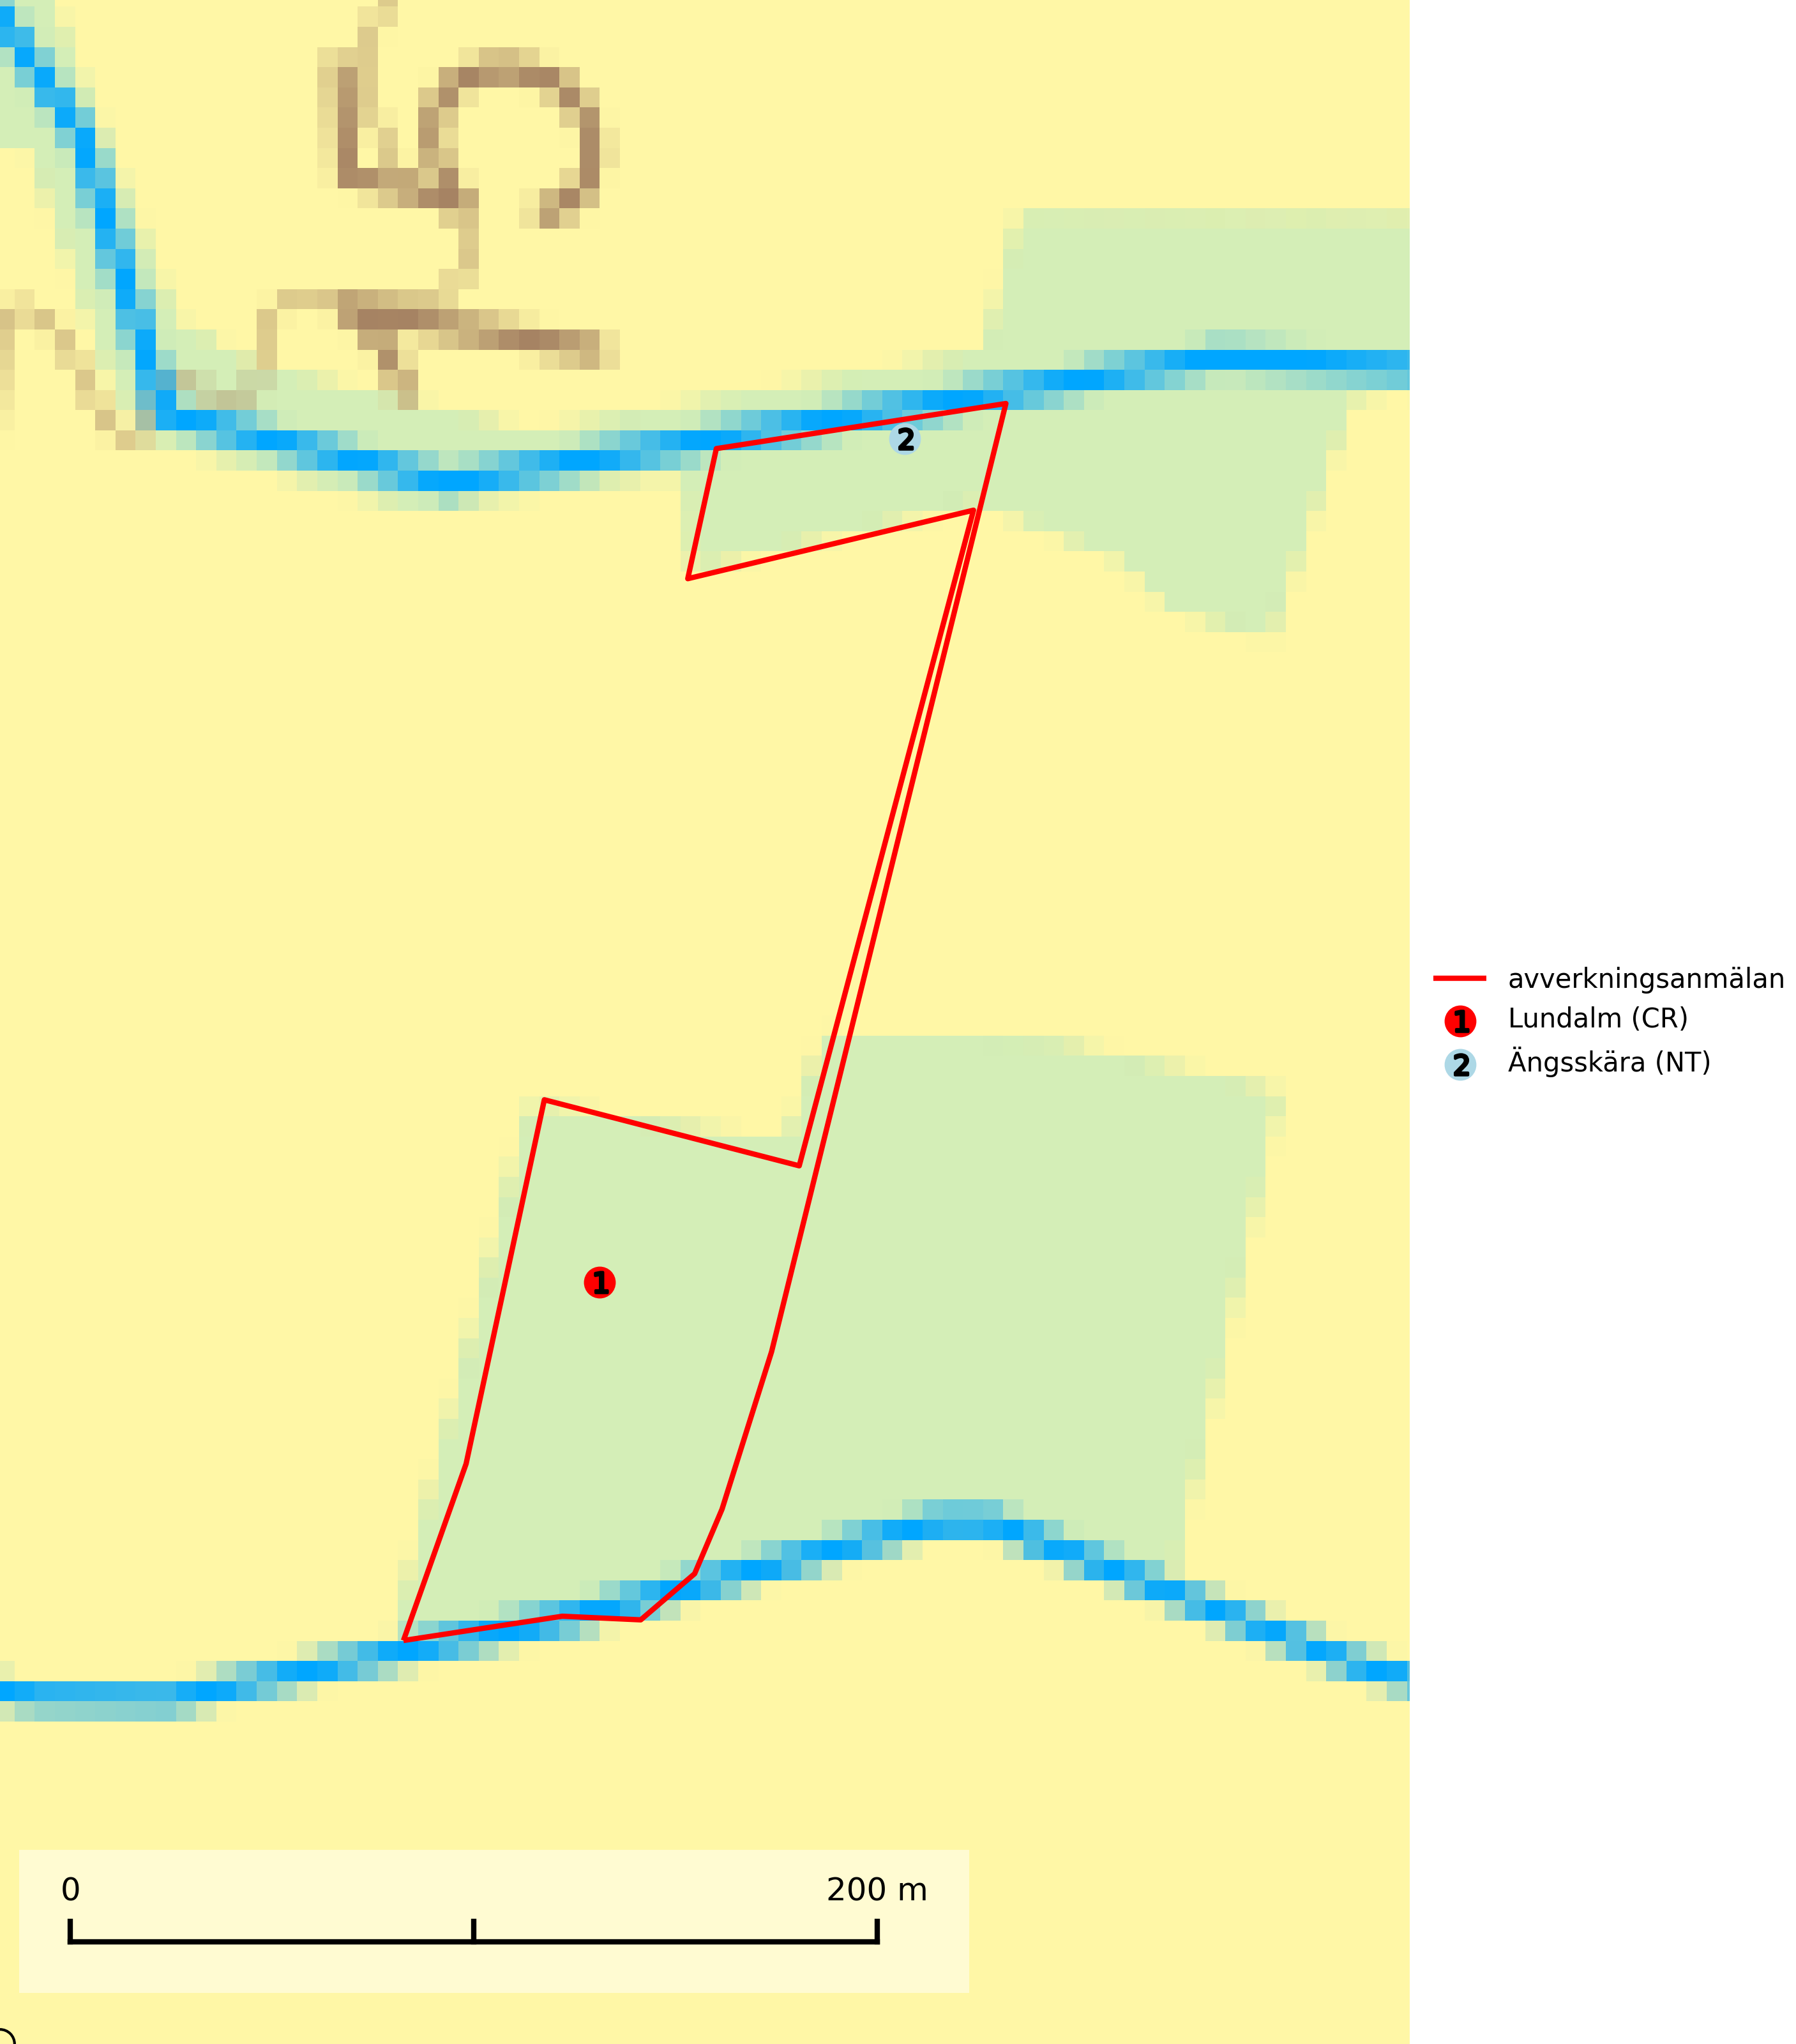 2
1
avverkningsanmälan
1 Lundalm (CR)
2 Ängsskära (NT)
0 200 m